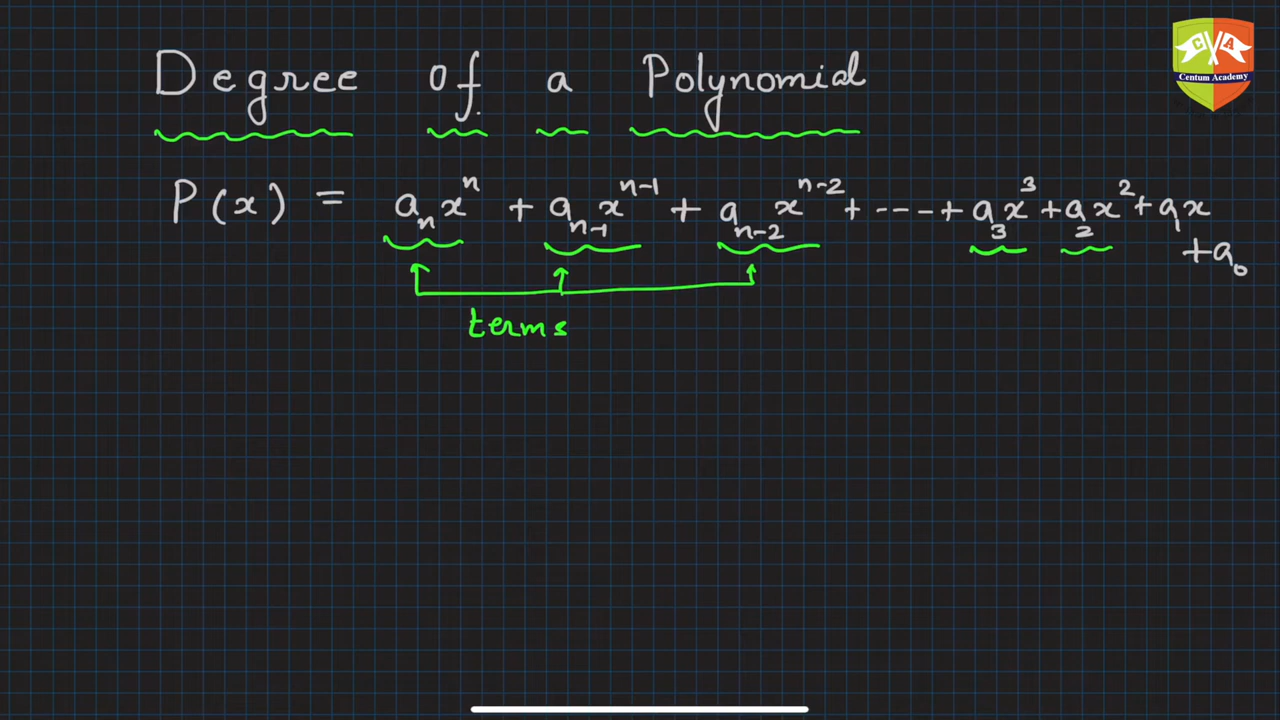 Degree of a Polynomial
C A
Centum Academy
P(x) = aₙxⁿ + aₙ₋₁xⁿ⁻¹ + aₙ₋₂xⁿ⁻² + ---- + a₃x³ + a₂x² + a₁x
+a₀
terms